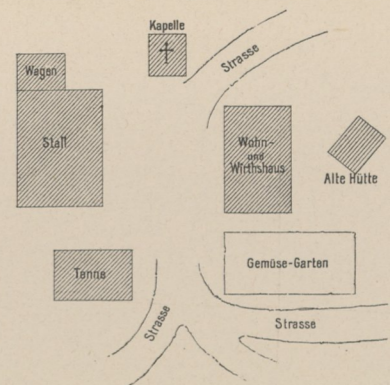 Kapelle
Strasse
Wagen
Stall
Wohn-
und
Wirthshaus
Alte Hütte
Tenne
Gemüse-Garten
Strasse
Strasse